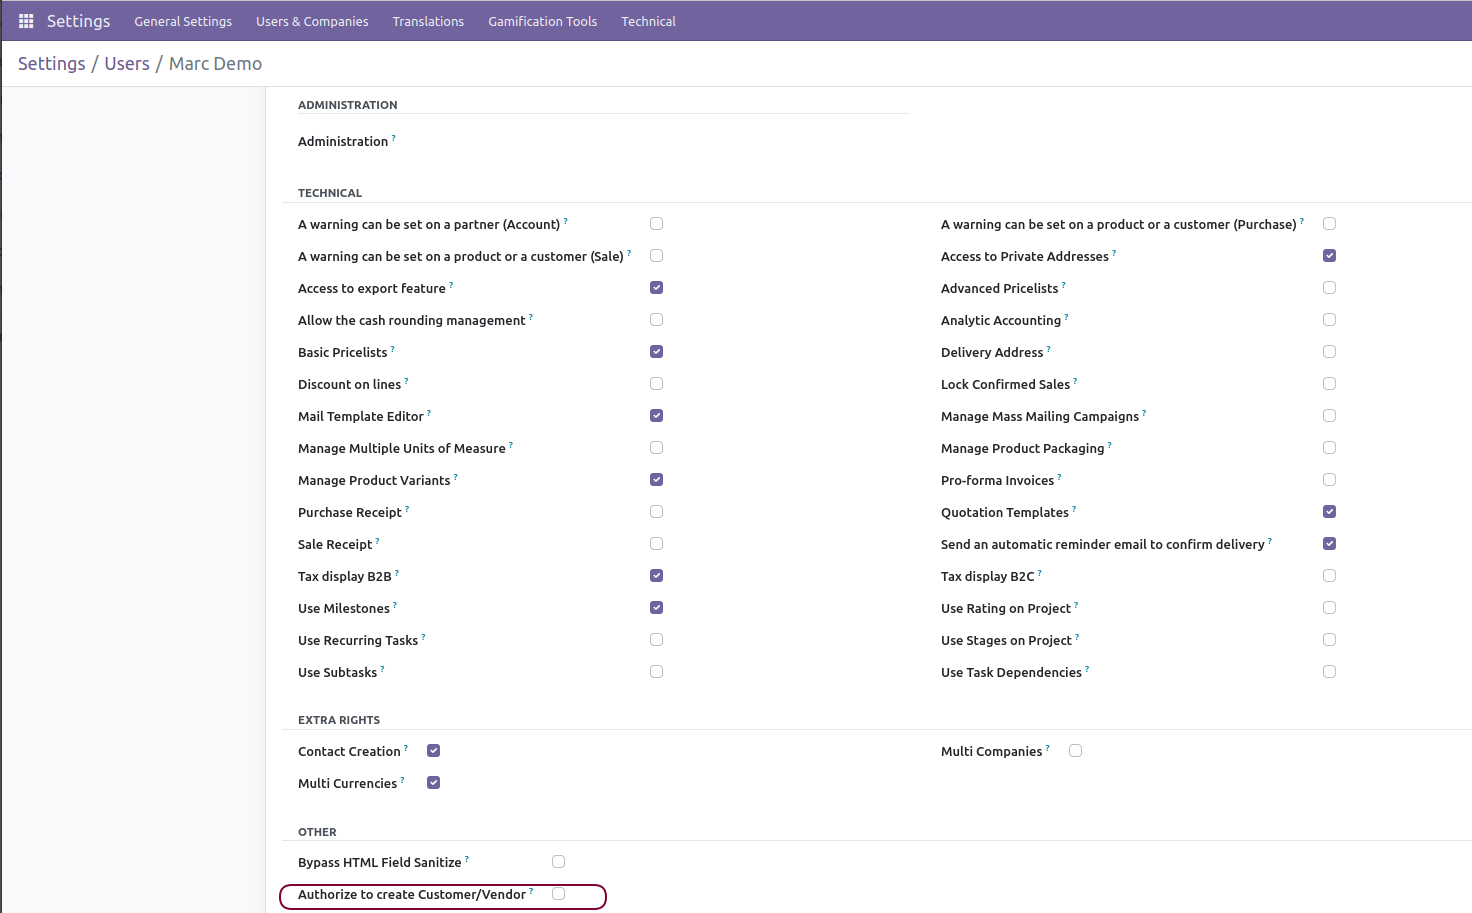 Settings General Settings Users & Companies Translations Gamification Tools Technical
Settings / Users / Marc Demo
ADMINISTRATION
Administration ?
TECHNICAL
A warning can be set on a partner (Account) ? A warning can be set on a product or a customer (Purchase) ?
A warning can be set on a product or a customer (Sale) ? Access to Private Addresses ?
Access to export feature ? Advanced Pricelists ?
Allow the cash rounding management ? Analytic Accounting ?
Basic Pricelists ? Delivery Address ?
Discount on lines ? Lock Confirmed Sales ?
Mail Template Editor ? Manage Mass Mailing Campaigns ?
Manage Multiple Units of Measure ? Manage Product Packaging ?
Manage Product Variants ? Pro-forma Invoices ?
Purchase Receipt ? Quotation Templates ?
Sale Receipt ? Send an automatic reminder email to confirm delivery ?
Tax display B2B ? Tax display B2C ?
Use Milestones ? Use Rating on Project ?
Use Recurring Tasks ? Use Stages on Project ?
Use Subtasks ? Use Task Dependencies ?
EXTRA RIGHTS
Contact Creation ? Multi Companies ?
Multi Currencies ?
OTHER
Bypass HTML Field Sanitize ?
Authorize to create Customer/Vendor ?